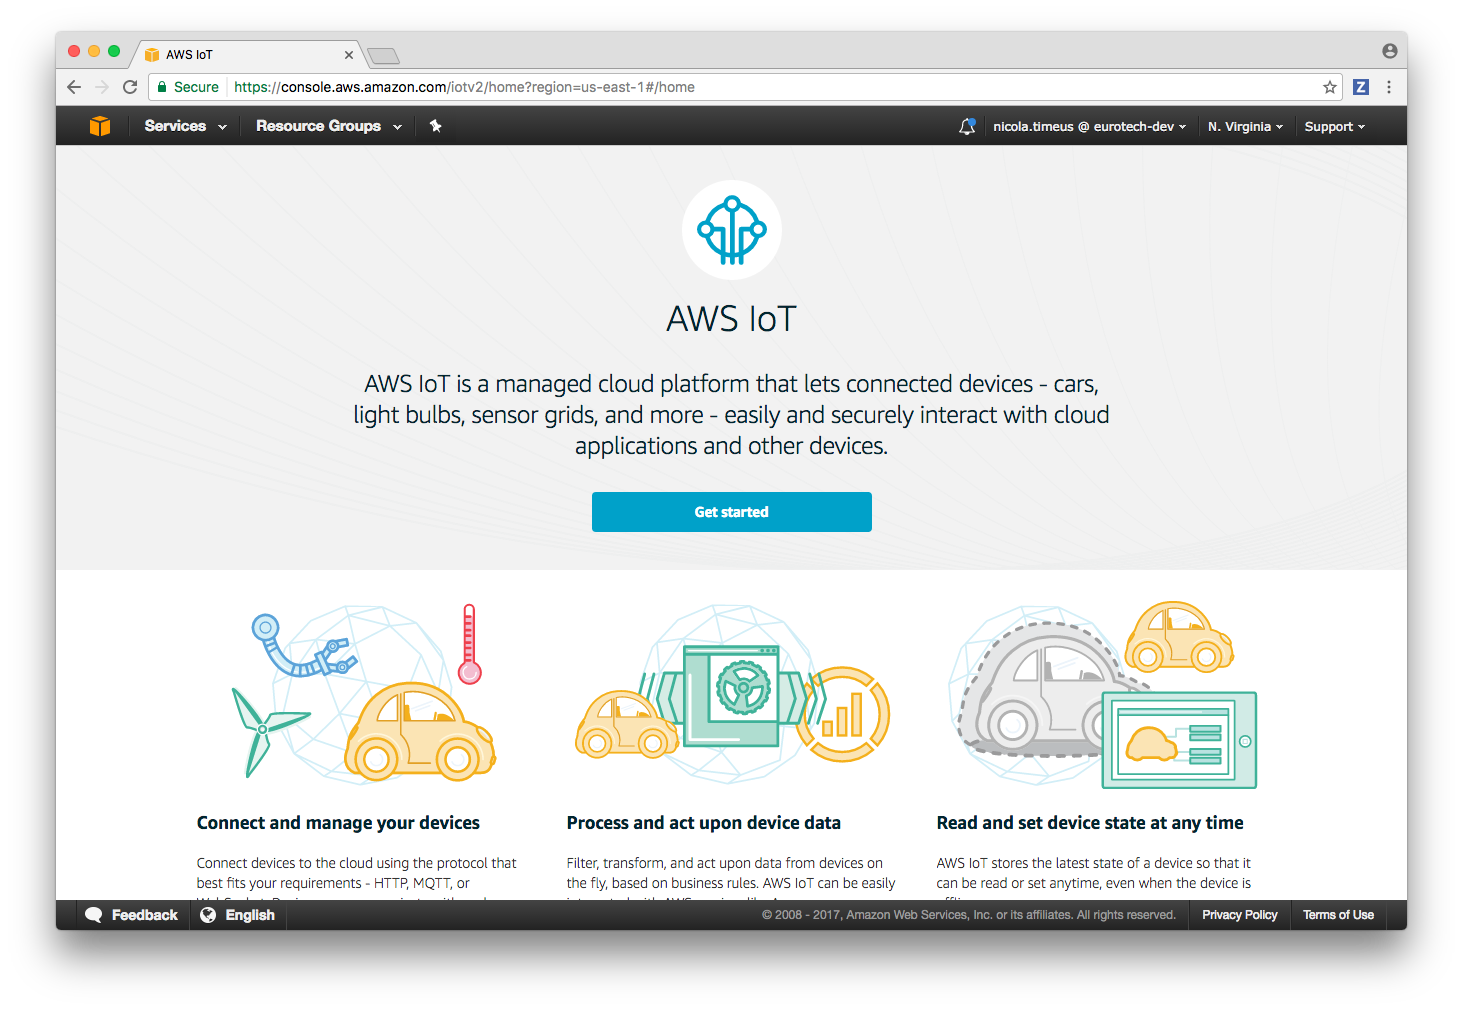 AWS IoT
Secure https://console.aws.amazon.com/iotv2/home?region=us-east-1#/home
Services Resource Groups nicola.timeus @ eurotech-dev N. Virginia Support
AWS IoT
AWS IoT is a managed cloud platform that lets connected devices - cars,
light bulbs, sensor grids, and more - easily and securely interact with cloud
applications and other devices.
Get started
Connect and manage your devices
Connect devices to the cloud using the protocol that
best fits your requirements - HTTP, MQTT, or
Process and act upon device data
Filter, transform, and act upon data from devices on
the fly, based on business rules. AWS IoT can be easily
Read and set device state at any time
AWS IoT stores the latest state of a device so that it
can be read or set anytime, even when the device is
Feedback English © 2008 - 2017, Amazon Web Services, Inc. or its affiliates. All rights reserved. Privacy Policy Terms of Use